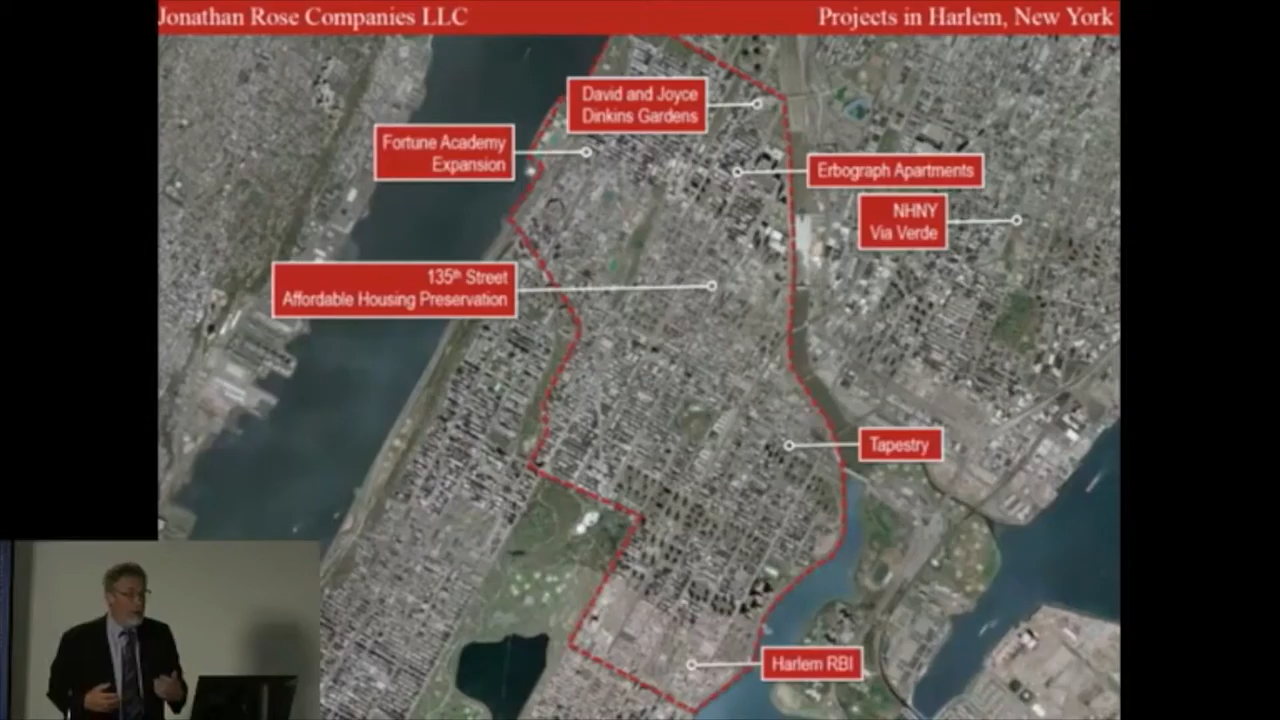 Jonathan Rose Companies LLC
Projects in Harlem, New York
David and Joyce
Dinkins Gardens
Fortune Academy
Expansion
Erbograph Apartments
NHNY
Via Verde
135th Street
Affordable Housing Preservation
Tapestry
Harlem RBI